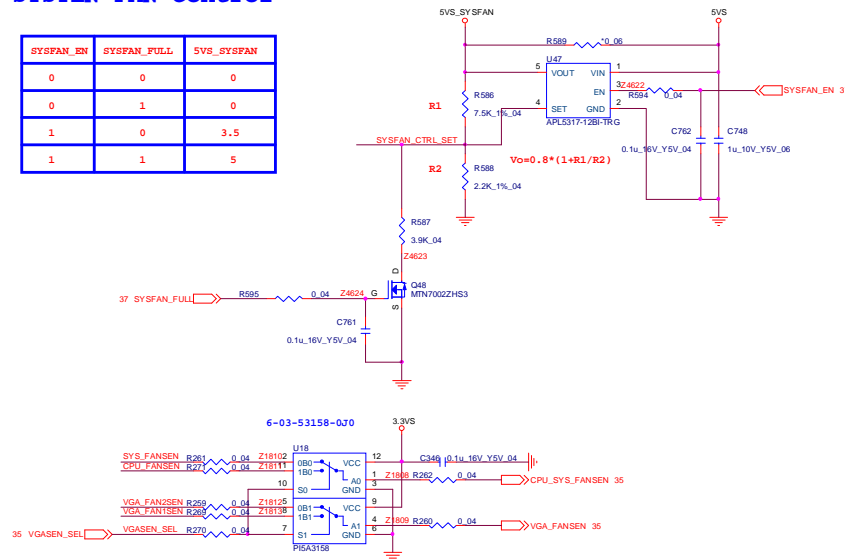 SYSFAN_EN SYSFAN_FULL 5VS_SYSFAN
0 0 0
0 1 0
1 0 3.5
1 1 5
5VS_SYSFAN
5VS
R589 *0_06
U47
5 VOUT VIN 1
EN 3 Z4622
R594 0_04
SYSFAN_EN 3
4 SET GND 2
APL5317-12BI-TRG
R1
R586
7.5K_1%_04
SYSFAN_CTRL_SET
R2
R588
2.2K_1%_04
Vo=0.8*(1+R1/R2)
C762
0.1u_16V_Y5V_04
C748
1u_10V_Y5V_06
R587
3.9K_04
Z4623
D
Q48
MTN7002ZHS3
G
S
37 SYSFAN_FULL
R595 0_04 Z4624
C761
0.1u_16V_Y5V_04
6-03-53158-0J0
3.3VS
U18
SYS_FANSEN R261 0_04 Z1810 2 0B0 VCC 12
C346 0.1u_16V_Y5V_04
CPU_FANSEN R271 0_04 Z1811 11 1B0
A0 1 Z1808 R262 0_04 CPU_SYS_FANSEN 35
10 S0 GND 3
VGA_FAN2SEN R259 0_04 Z1812 5 0B1 VCC 9
VGA_FAN1SEN R269 0_04 Z1813 8 1B1
A1 4 Z1809 R260 0_04 VGA_FANSEN 35
35 VGASEN_SEL VGASEN_SEL R270 0_04 7 S1 GND 6
PI5A3158